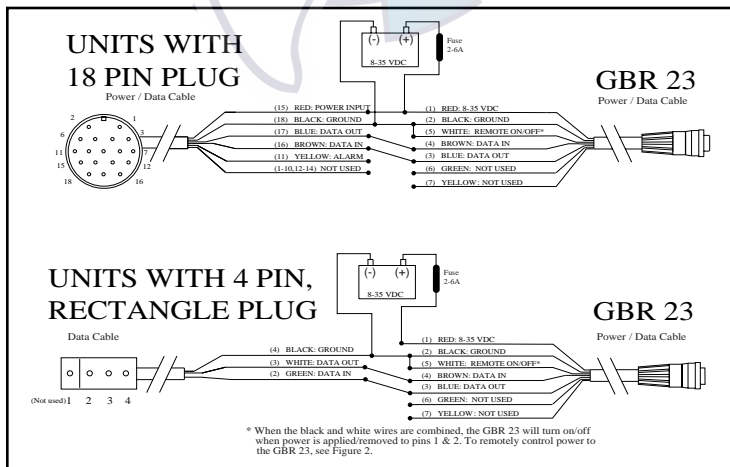 UNITS WITH
18 PIN PLUG
Power / Data Cable
(-) (+)
8-35 VDC
Fuse
2-6A
GBR 23
Power / Data Cable
2 1
6 3
11 7
15 12
18 16
(15) RED: POWER INPUT
(18) BLACK: GROUND
(17) BLUE: DATA OUT
(16) BROWN: DATA IN
(11) YELLOW: ALARM
(1-10,12-14) NOT USED
(1) RED: 8-35 VDC
(2) BLACK: GROUND
(5) WHITE: REMOTE ON/OFF*
(4) BROWN: DATA IN
(3) BLUE: DATA OUT
(6) GREEN: NOT USED
(7) YELLOW: NOT USED
UNITS WITH 4 PIN,
RECTANGLE PLUG
Data Cable
(-) (+)
8-35 VDC
Fuse
2-6A
GBR 23
Power / Data Cable
(Not used) 1 2 3 4
(4) BLACK: GROUND
(3) WHITE: DATA OUT
(2) GREEN: DATA IN
(1) RED: 8-35 VDC
(2) BLACK: GROUND
(5) WHITE: REMOTE ON/OFF*
(4) BROWN: DATA IN
(3) BLUE: DATA OUT
(6) GREEN: NOT USED
(7) YELLOW: NOT USED
* When the black and white wires are combined, the GBR 23 will turn on/off
when power is applied/removed to pins 1 & 2. To remotely control power to
the GBR 23, see Figure 2.